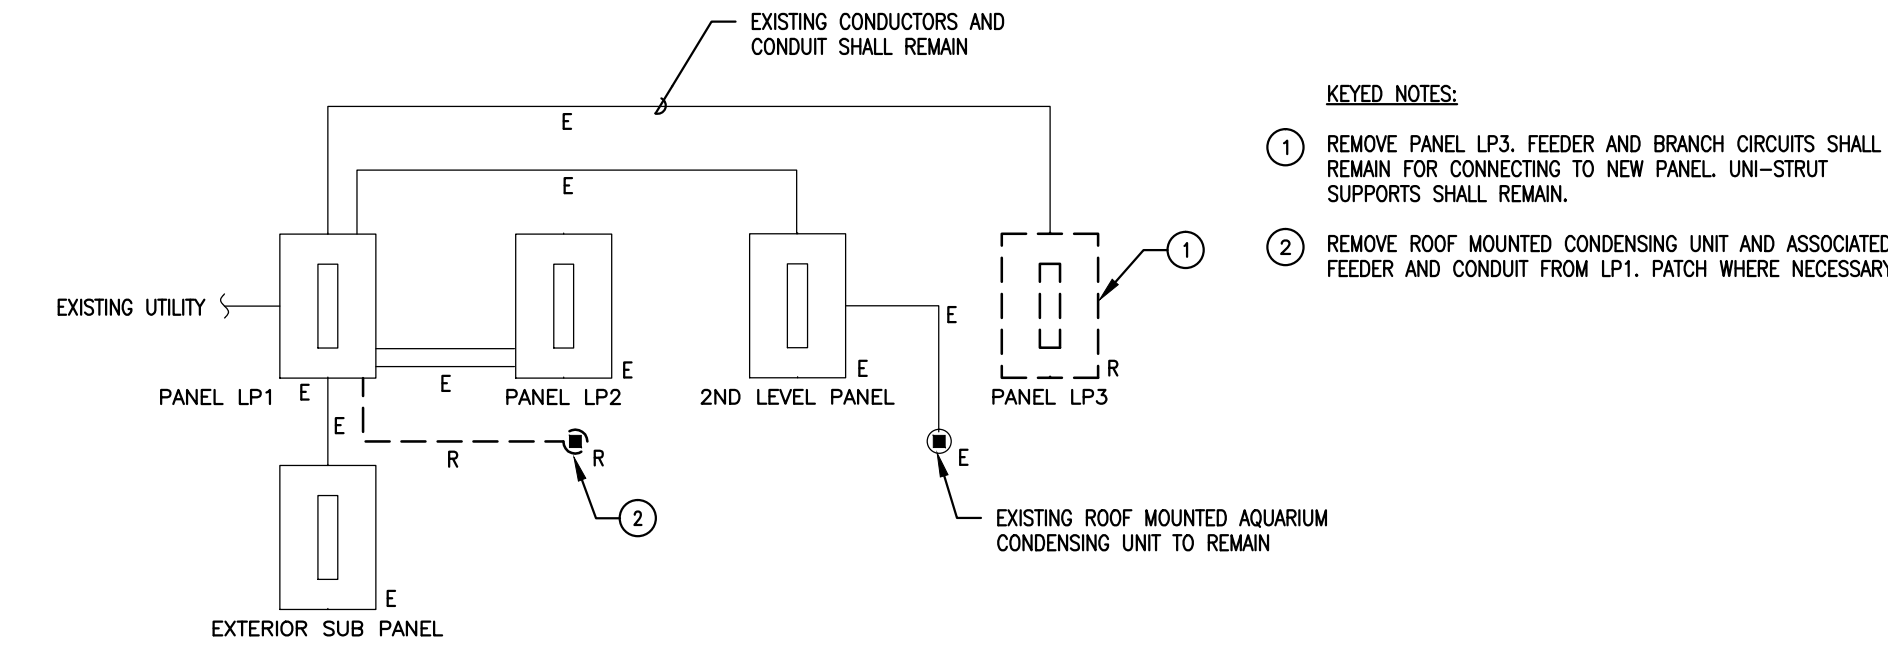 EXISTING CONDUCTORS AND
CONDUIT SHALL REMAIN
E
E
EXISTING UTILITY
PANEL LP1
E
E
PANEL LP2
E
2ND LEVEL PANEL
E
E
PANEL LP3
R
1
E
R
R
2
E
EXISTING ROOF MOUNTED AQUARIUM
CONDENSING UNIT TO REMAIN
E
EXTERIOR SUB PANEL
KEYED NOTES:
1
REMOVE PANEL LP3. FEEDER AND BRANCH CIRCUITS SHALL
REMAIN FOR CONNECTING TO NEW PANEL. UNI-STRUT
SUPPORTS SHALL REMAIN.
2
REMOVE ROOF MOUNTED CONDENSING UNIT AND ASSOCIATED
FEEDER AND CONDUIT FROM LP1. PATCH WHERE NECESSARY